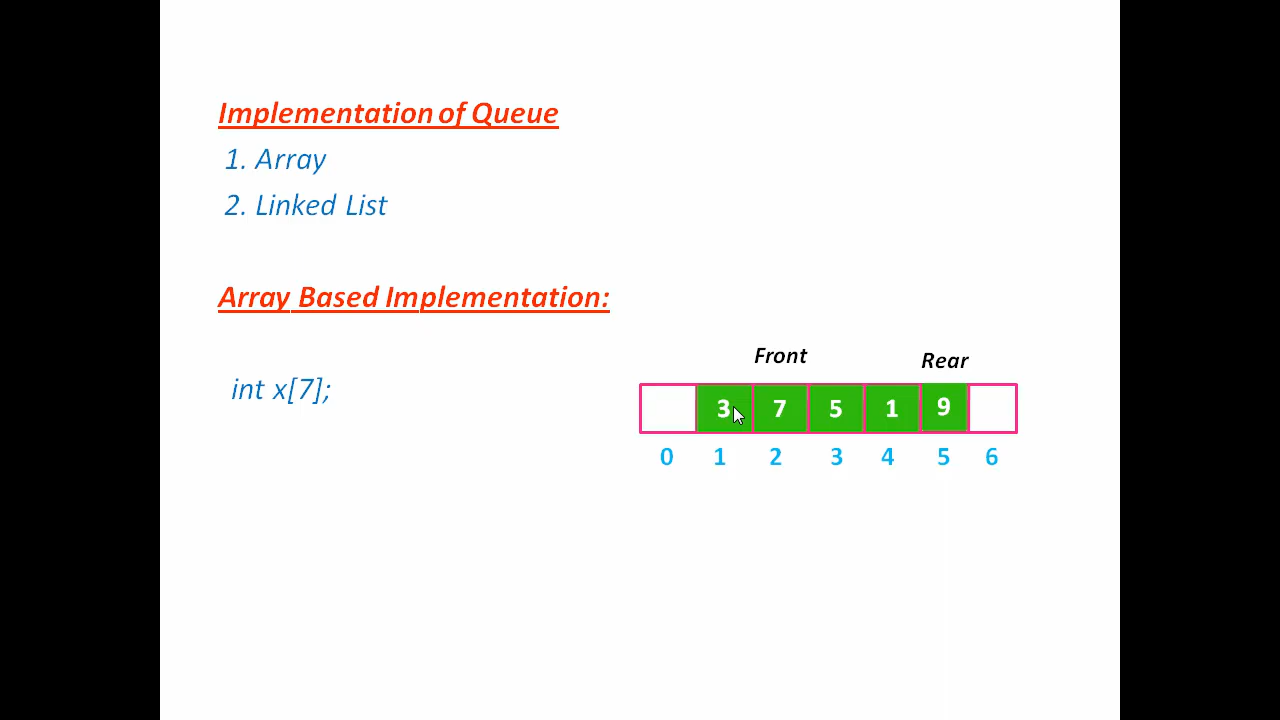 Implementation of Queue
1. Array
2. Linked List
Array Based Implementation:
int x[7];
Front Rear
3 7 5 1 9
0 1 2 3 4 5 6